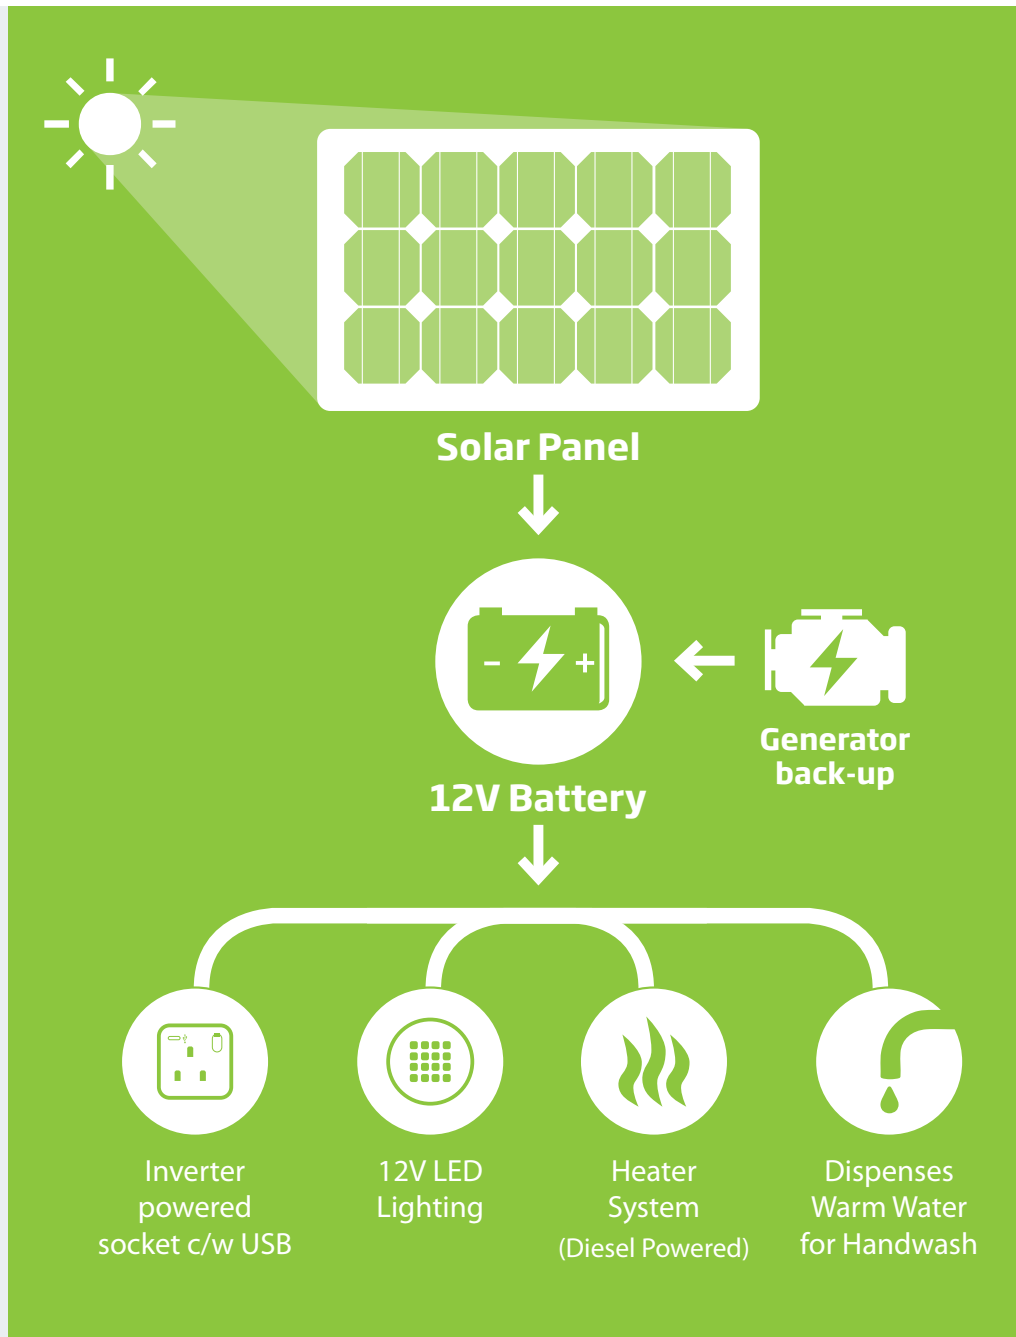 Solar Panel
Generator
back-up
12V Battery
Inverter
powered
socket c/w USB
12V LED
Lighting
Heater
System
(Diesel Powered)
Dispenses
Warm Water
for Handwash